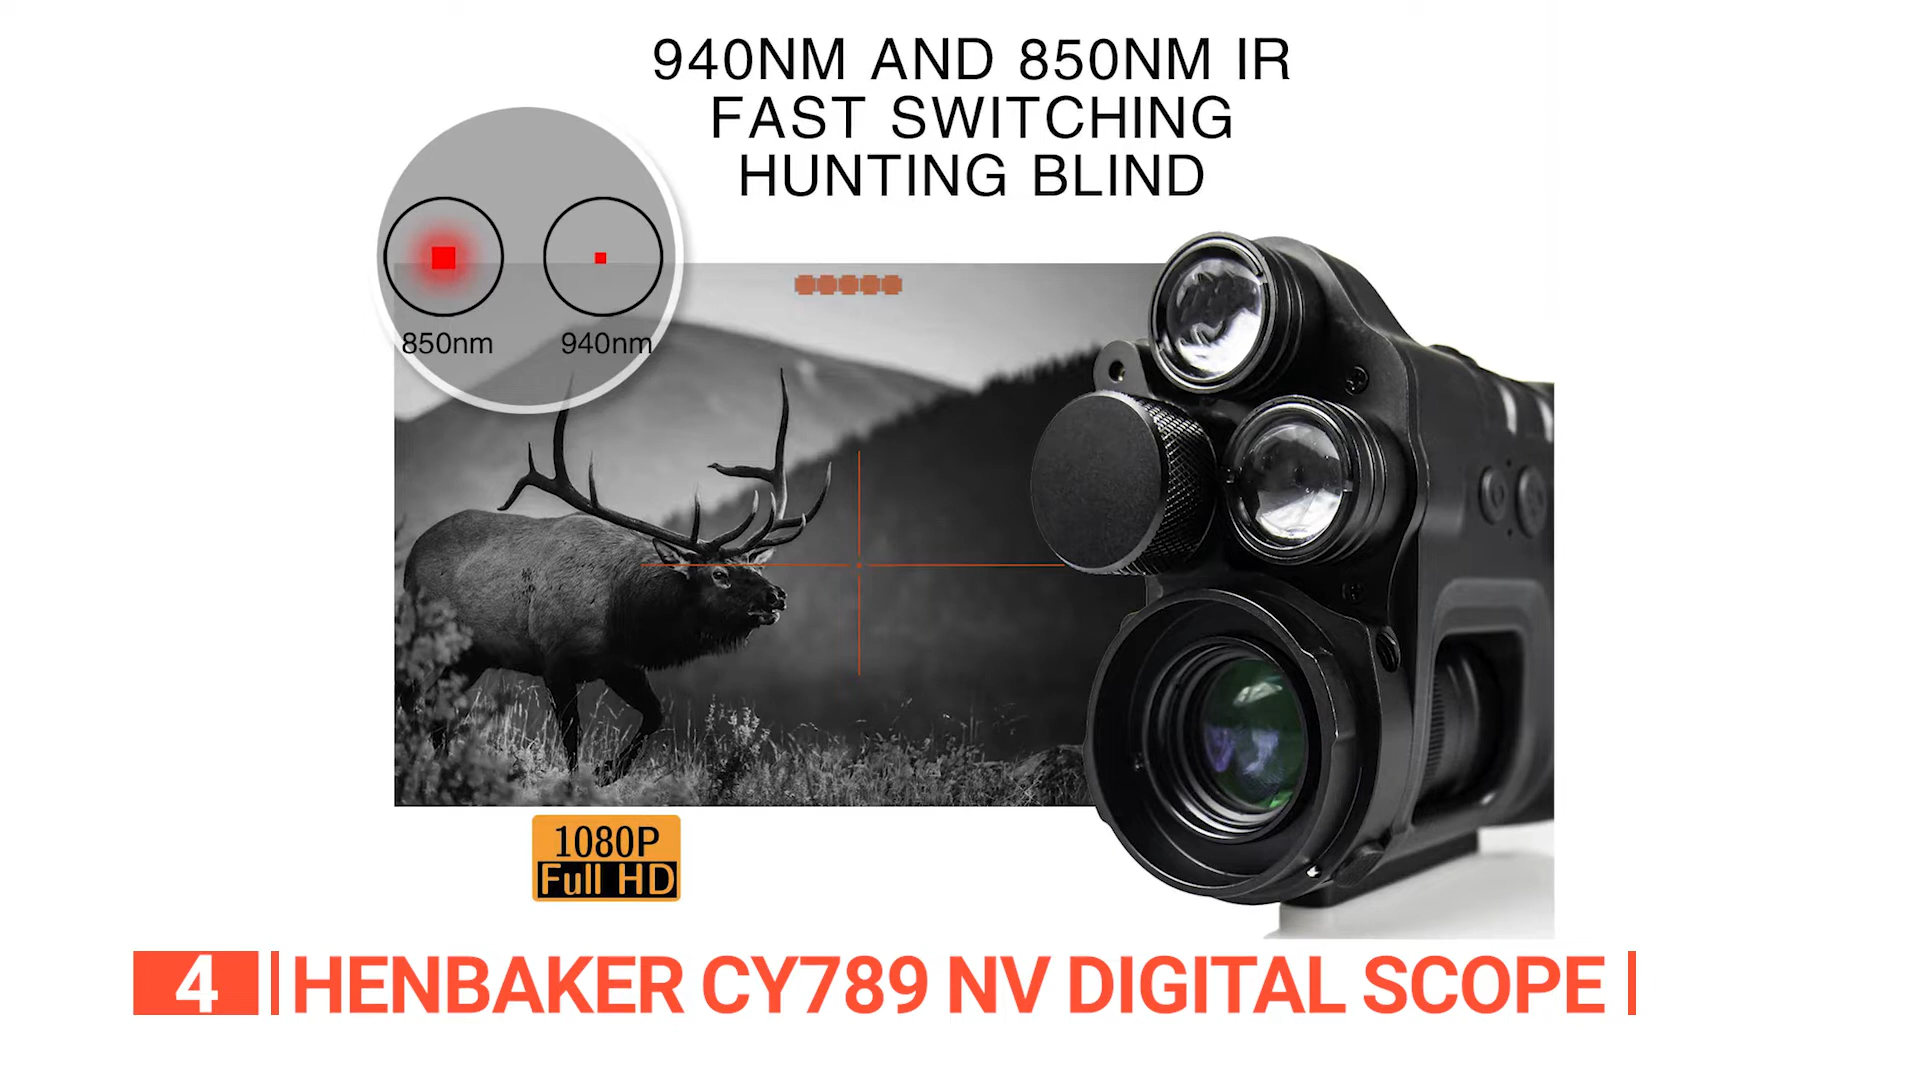 940NM AND 850NM IR
FAST SWITCHING
HUNTING BLIND
850nm 940nm
1080P
Full HD
4 HENBAKER CY789 NV DIGITAL SCOPE